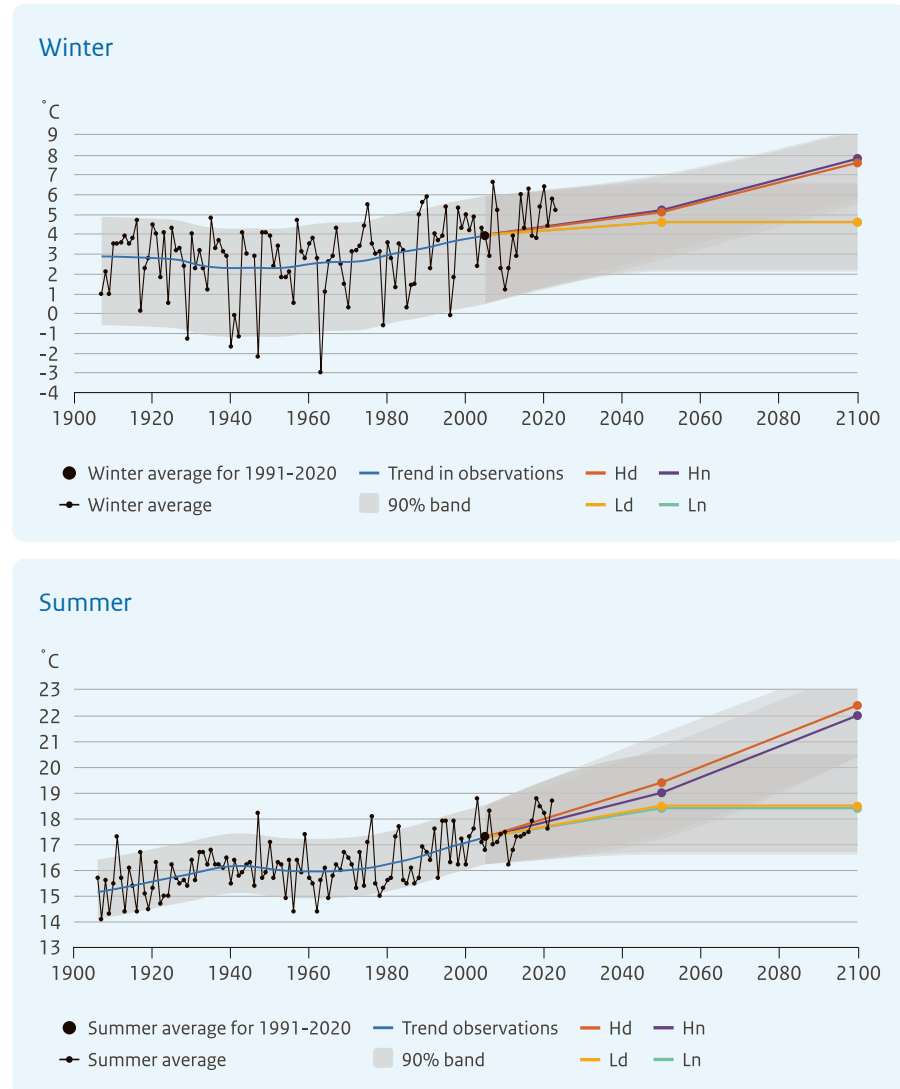 Winter
°C
9
8
7
6
5
4
3
2
1
0
-1
-2
-3
-4
1900 1920 1940 1960 1980 2000 2020 2040 2060 2080 2100
Winter average for 1991-2020 Trend in observations Hd Hn
Winter average 90% band Ld Ln
Summer
°C
23
22
21
20
19
18
17
16
15
14
13
1900 1920 1940 1960 1980 2000 2020 2040 2060 2080 2100
Summer average for 1991-2020 Trend observations Hd Hn
Summer average 90% band Ld Ln